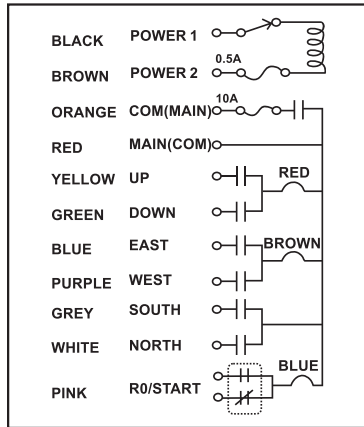 BLACK POWER 1
0.5A
BROWN POWER 2
10A
ORANGE COM(MAIN)
RED MAIN(COM)
YELLOW UP RED
GREEN DOWN
BLUE EAST BROWN
PURPLE WEST
GREY SOUTH
WHITE NORTH
BLUE
PINK R0/START